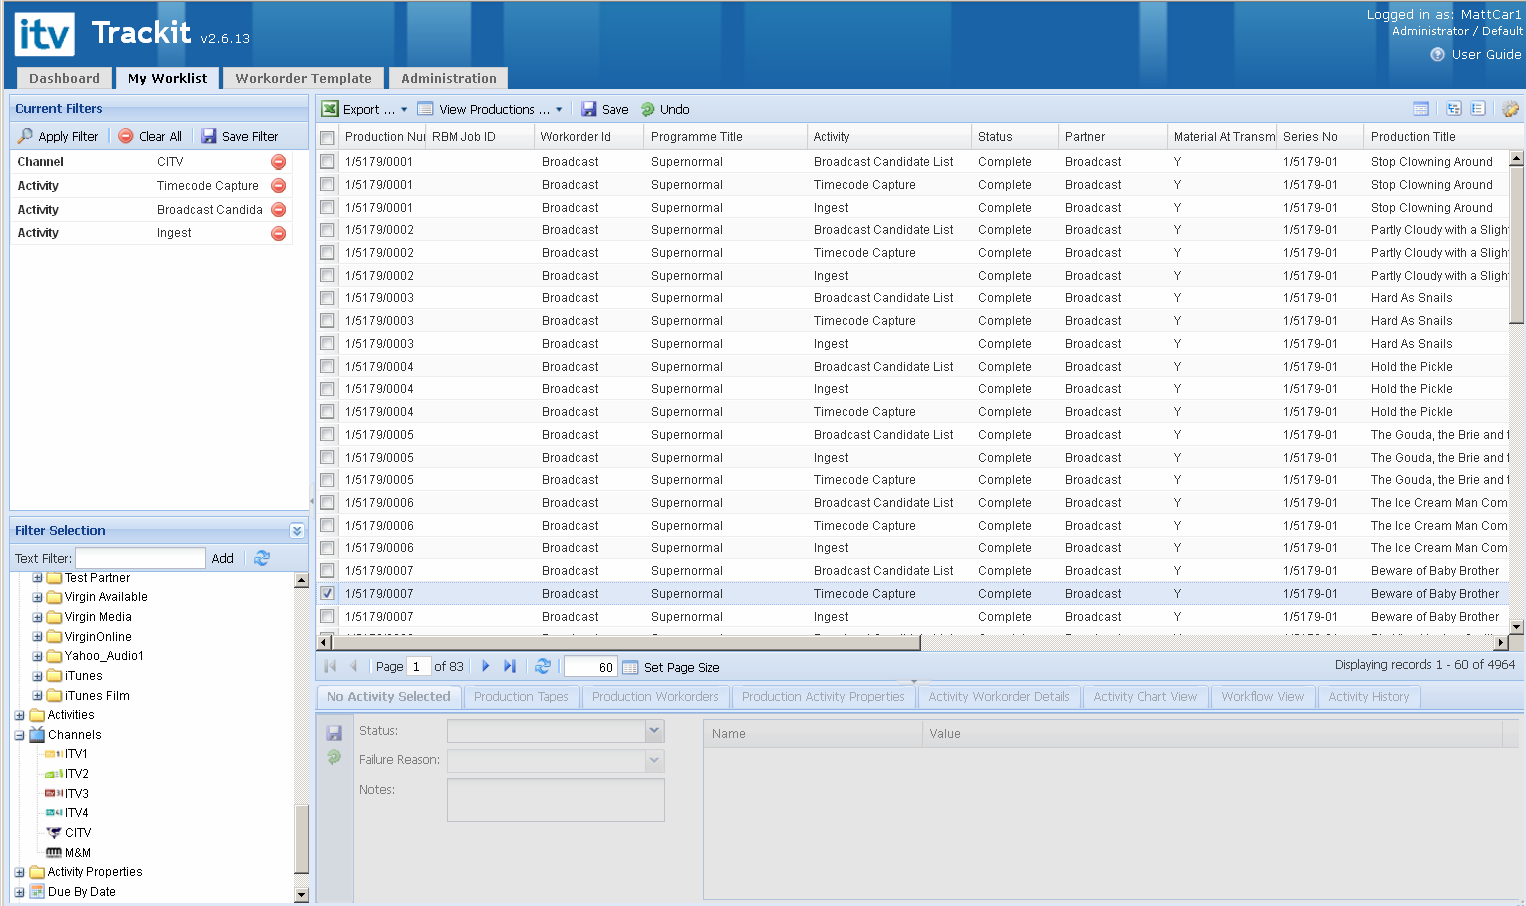 itv Trackit v2.6.13
Logged in as: MattCar1
Administrator / Default
User Guide
Dashboard My Worklist Workorder Template Administration
Current Filters
Apply Filter Clear All Save Filter
Channel CITV
Activity Timecode Capture
Activity Broadcast Candida
Activity Ingest
Export ... View Productions ... Save Undo
Production Nu RBM Job ID Workorder Id Programme Title Activity Status Partner Material At Transm Series No Production Title
1/5179/0001 Broadcast Supernormal Broadcast Candidate List Complete Broadcast Y 1/5179-01 Stop Clowning Around
1/5179/0001 Broadcast Supernormal Timecode Capture Complete Broadcast Y 1/5179-01 Stop Clowning Around
1/5179/0001 Broadcast Supernormal Ingest Complete Broadcast Y 1/5179-01 Stop Clowning Around
1/5179/0002 Broadcast Supernormal Broadcast Candidate List Complete Broadcast Y 1/5179-01 Partly Cloudy with a Sligh
1/5179/0002 Broadcast Supernormal Timecode Capture Complete Broadcast Y 1/5179-01 Partly Cloudy with a Sligh
1/5179/0002 Broadcast Supernormal Ingest Complete Broadcast Y 1/5179-01 Partly Cloudy with a Sligh
1/5179/0003 Broadcast Supernormal Broadcast Candidate List Complete Broadcast Y 1/5179-01 Hard As Snails
1/5179/0003 Broadcast Supernormal Timecode Capture Complete Broadcast Y 1/5179-01 Hard As Snails
1/5179/0003 Broadcast Supernormal Ingest Complete Broadcast Y 1/5179-01 Hard As Snails
1/5179/0004 Broadcast Supernormal Broadcast Candidate List Complete Broadcast Y 1/5179-01 Hold the Pickle
1/5179/0004 Broadcast Supernormal Ingest Complete Broadcast Y 1/5179-01 Hold the Pickle
1/5179/0004 Broadcast Supernormal Timecode Capture Complete Broadcast Y 1/5179-01 Hold the Pickle
1/5179/0005 Broadcast Supernormal Broadcast Candidate List Complete Broadcast Y 1/5179-01 The Gouda, the Brie and
1/5179/0005 Broadcast Supernormal Ingest Complete Broadcast Y 1/5179-01 The Gouda, the Brie and
1/5179/0005 Broadcast Supernormal Timecode Capture Complete Broadcast Y 1/5179-01 The Gouda, the Brie and
1/5179/0006 Broadcast Supernormal Broadcast Candidate List Complete Broadcast Y 1/5179-01 The Ice Cream Man Com
1/5179/0006 Broadcast Supernormal Timecode Capture Complete Broadcast Y 1/5179-01 The Ice Cream Man Com
1/5179/0006 Broadcast Supernormal Ingest Complete Broadcast Y 1/5179-01 The Ice Cream Man Com
1/5179/0007 Broadcast Supernormal Broadcast Candidate List Complete Broadcast Y 1/5179-01 Beware of Baby Brother
1/5179/0007 Broadcast Supernormal Timecode Capture Complete Broadcast Y 1/5179-01 Beware of Baby Brother
1/5179/0007 Broadcast Supernormal Ingest Complete Broadcast Y 1/5179-01 Beware of Baby Brother
Page 1 of 83 60 Set Page Size Displaying records 1 - 60 of 4964
Filter Selection
Text Filter: Add
Test Partner
Virgin Available
Virgin Media
VirginOnline
Yahoo_Audio1
iTunes
iTunes Film
Activities
Channels
ITV1
ITV2
ITV3
ITV4
CITV
M&M
Activity Properties
Due By Date
No Activity Selected Production Tapes Production Workorders Production Activity Properties Activity Workorder Details Activity Chart View Workflow View Activity History
Status:
Failure Reason:
Notes:
Name Value